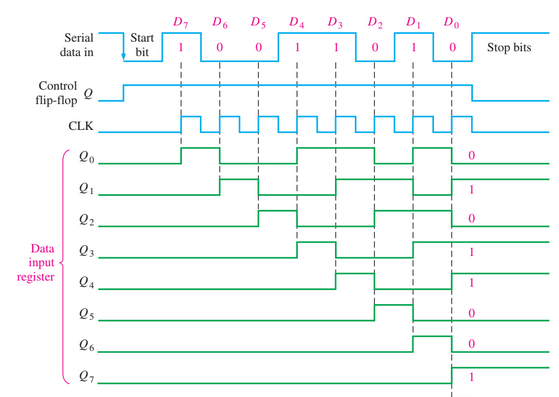 D7 D6 D5 D4 D3 D2 D1 D0
Serial data in
Start bit
1 0 0 1 1 0 1 0
Stop bits
Control flip-flop Q
CLK
Data input register
Q0 0
Q1 1
Q2 0
Q3 1
Q4 1
Q5 0
Q6 0
Q7 1